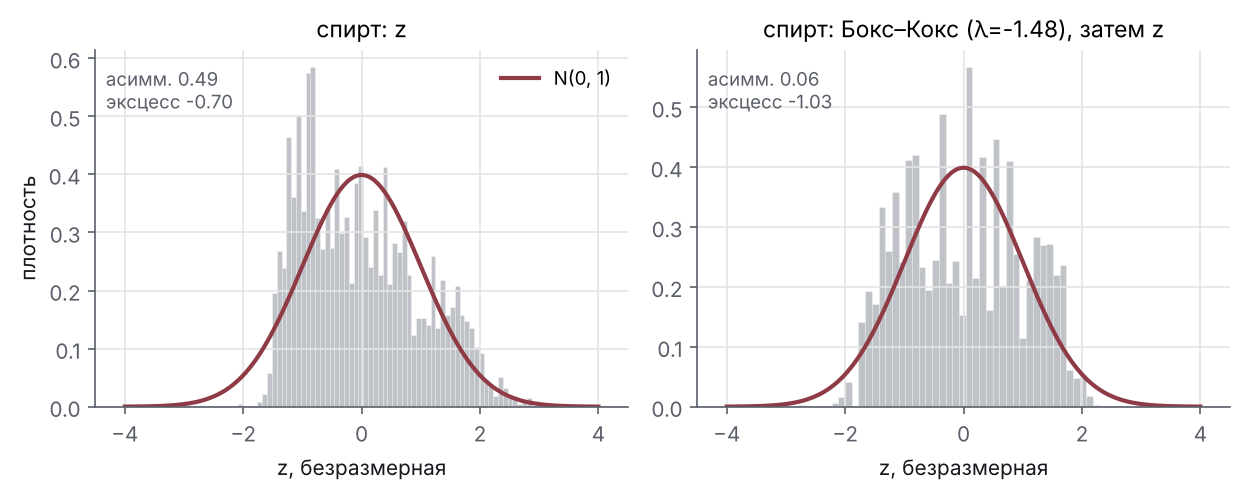 спирт: z
асимм. 0.49
эксцесс -0.70
N(0, 1)
плотность
0.6
0.5
0.4
0.3
0.2
0.1
0.0
−4 −2 0 2 4
z, безразмерная
спирт: Бокс–Кокс (λ=-1.48), затем z
асимм. 0.06
эксцесс -1.03
0.5
0.4
0.3
0.2
0.1
0.0
−4 −2 0 2 4
z, безразмерная